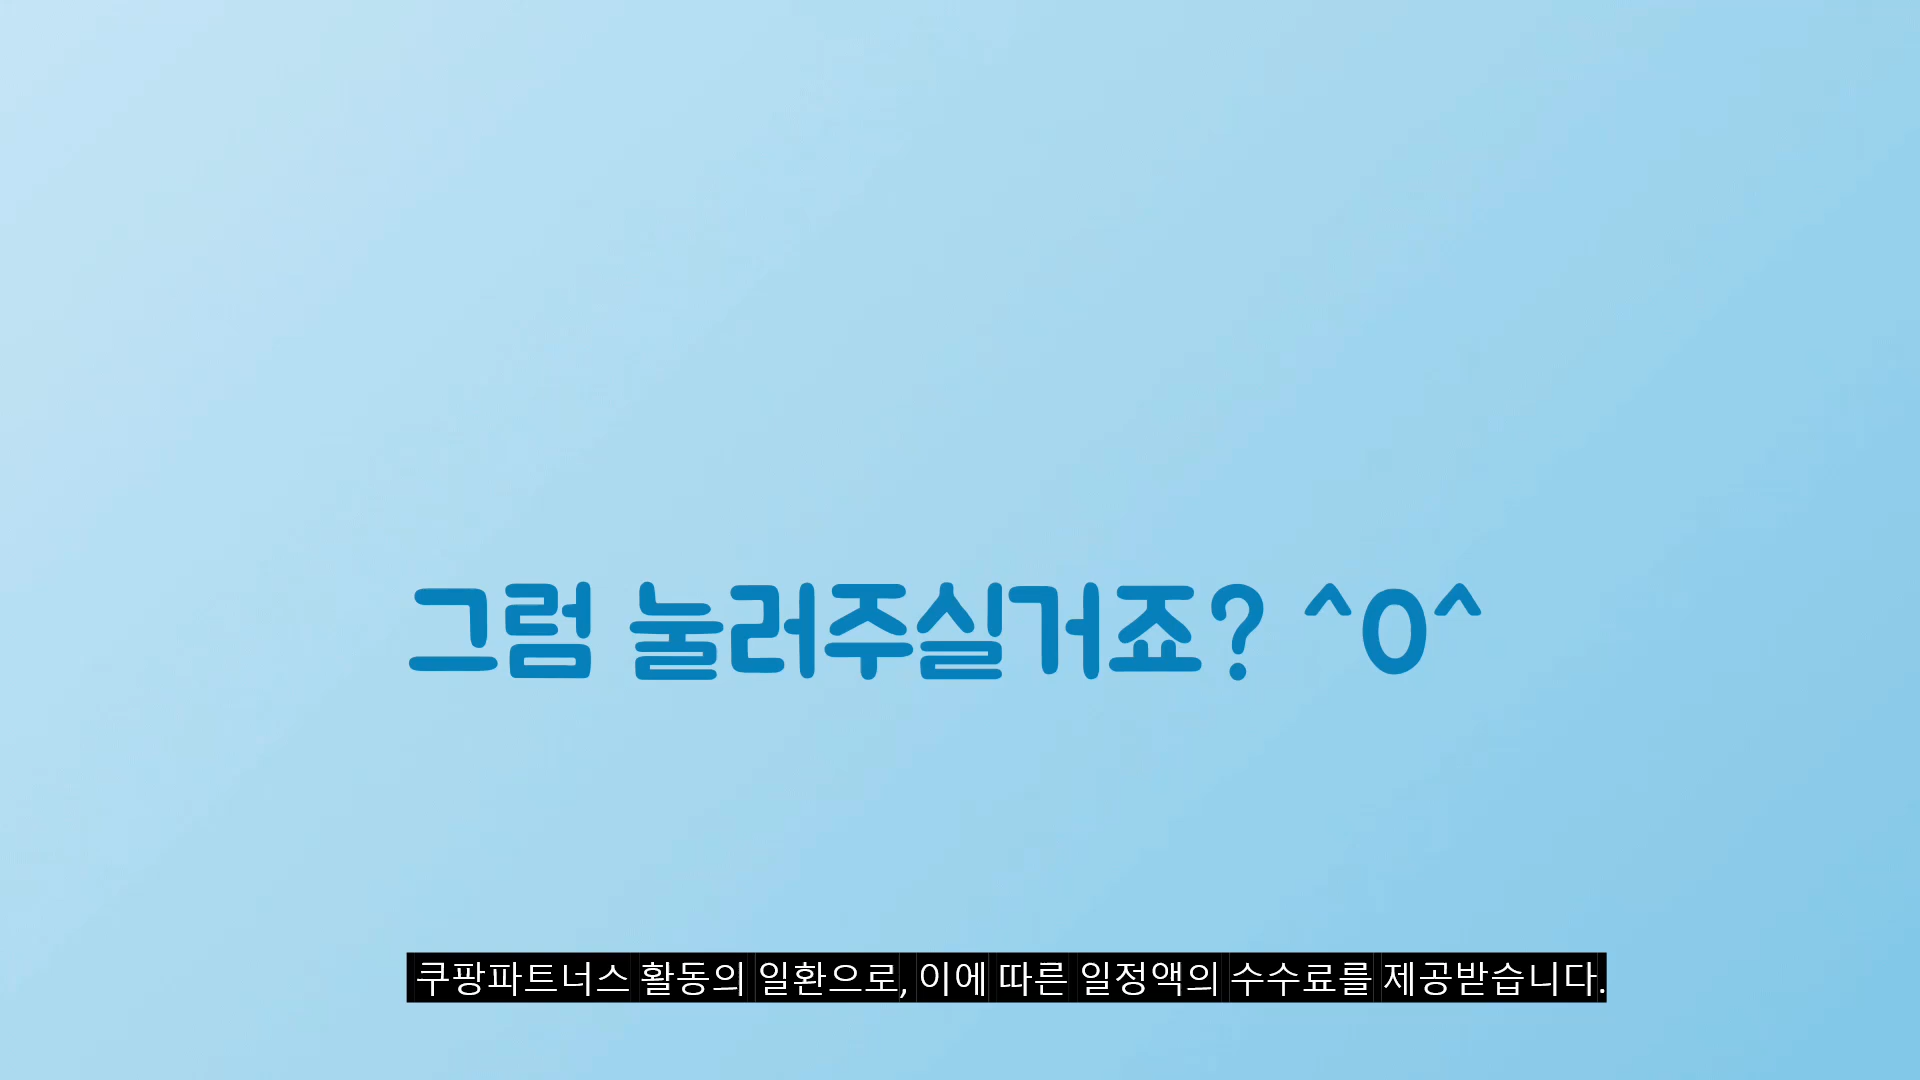 그럼 눌러주실거죠? ^0^
쿠팡파트너스 활동의 일환으로, 이에 따른 일정액의 수수료를 제공받습니다.